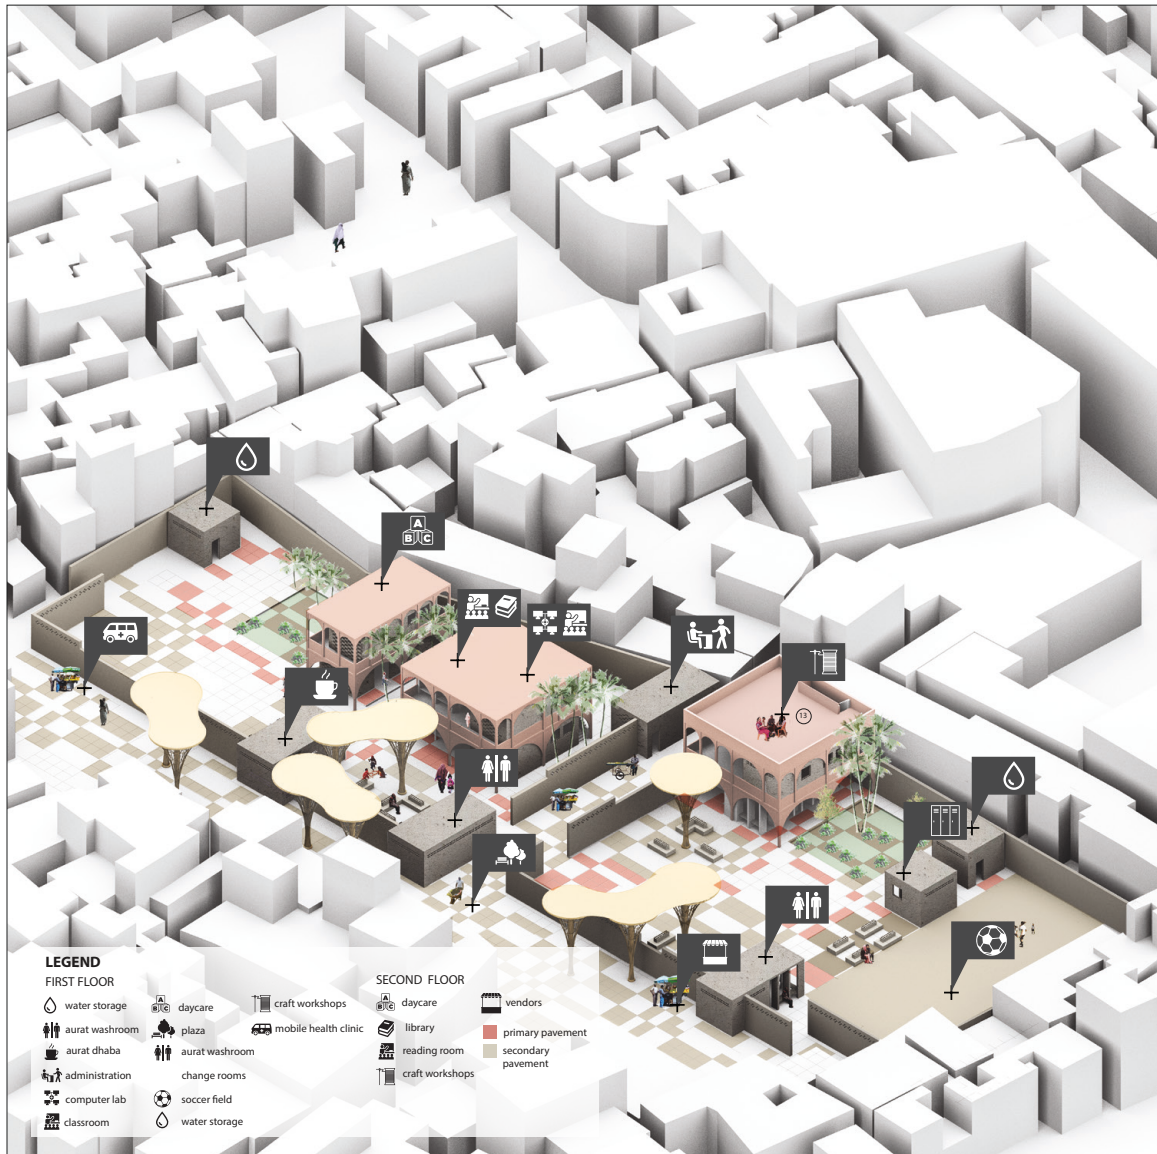 A
B C
13
LEGEND
FIRST FLOOR
water storage
aurat washroom
aurat dhaba
administration
computer lab
classroom
A
B C
daycare
plaza
aurat washroom
change rooms
soccer field
water storage
craft workshops
mobile health clinic
SECOND FLOOR
A
B C
daycare
library
reading room
craft workshops
vendors
primary pavement
secondary
pavement